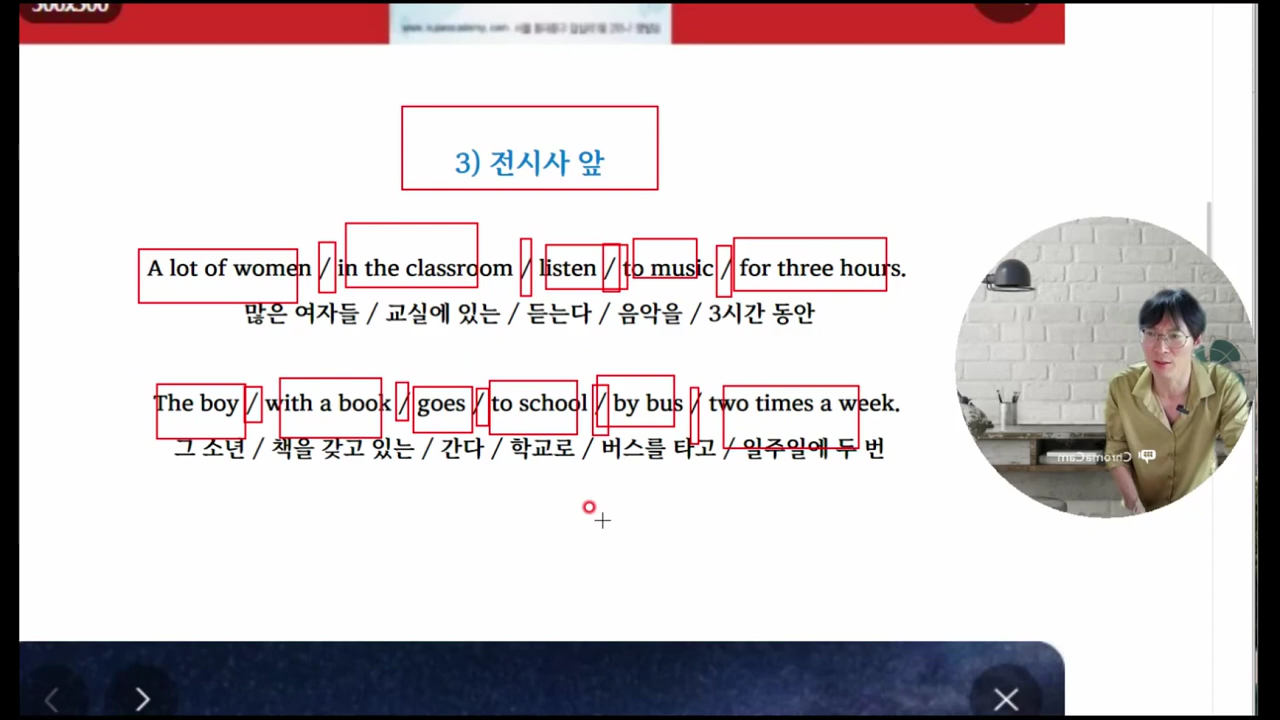 500x500
3) 전시사 앞
A lot of women / in the classroom / listen / to music / for three hours.
많은 여자들 / 교실에 있는 / 듣는다 / 음악을 / 3시간 동안
The boy / with a book / goes / to school / by bus / two times a week.
그 소년 / 책을 갖고 있는 / 간다 / 학교로 / 버스를 타고 / 일주일에 두 번
ChromaCam